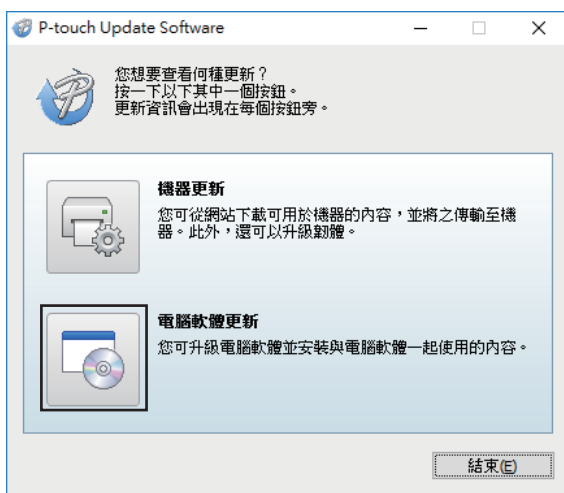 P-touch Update Software
您想要查看何種更新？
按一下以下其中一個按鈕。
更新資訊會出現在每個按鈕旁。
機器更新
您可從網站下載可用於機器的內容，並將之傳輸至機
器。此外，還可以升級韌體。
電腦軟體更新
您可升級電腦軟體並安裝與電腦軟體一起使用的內容。
結束(E)